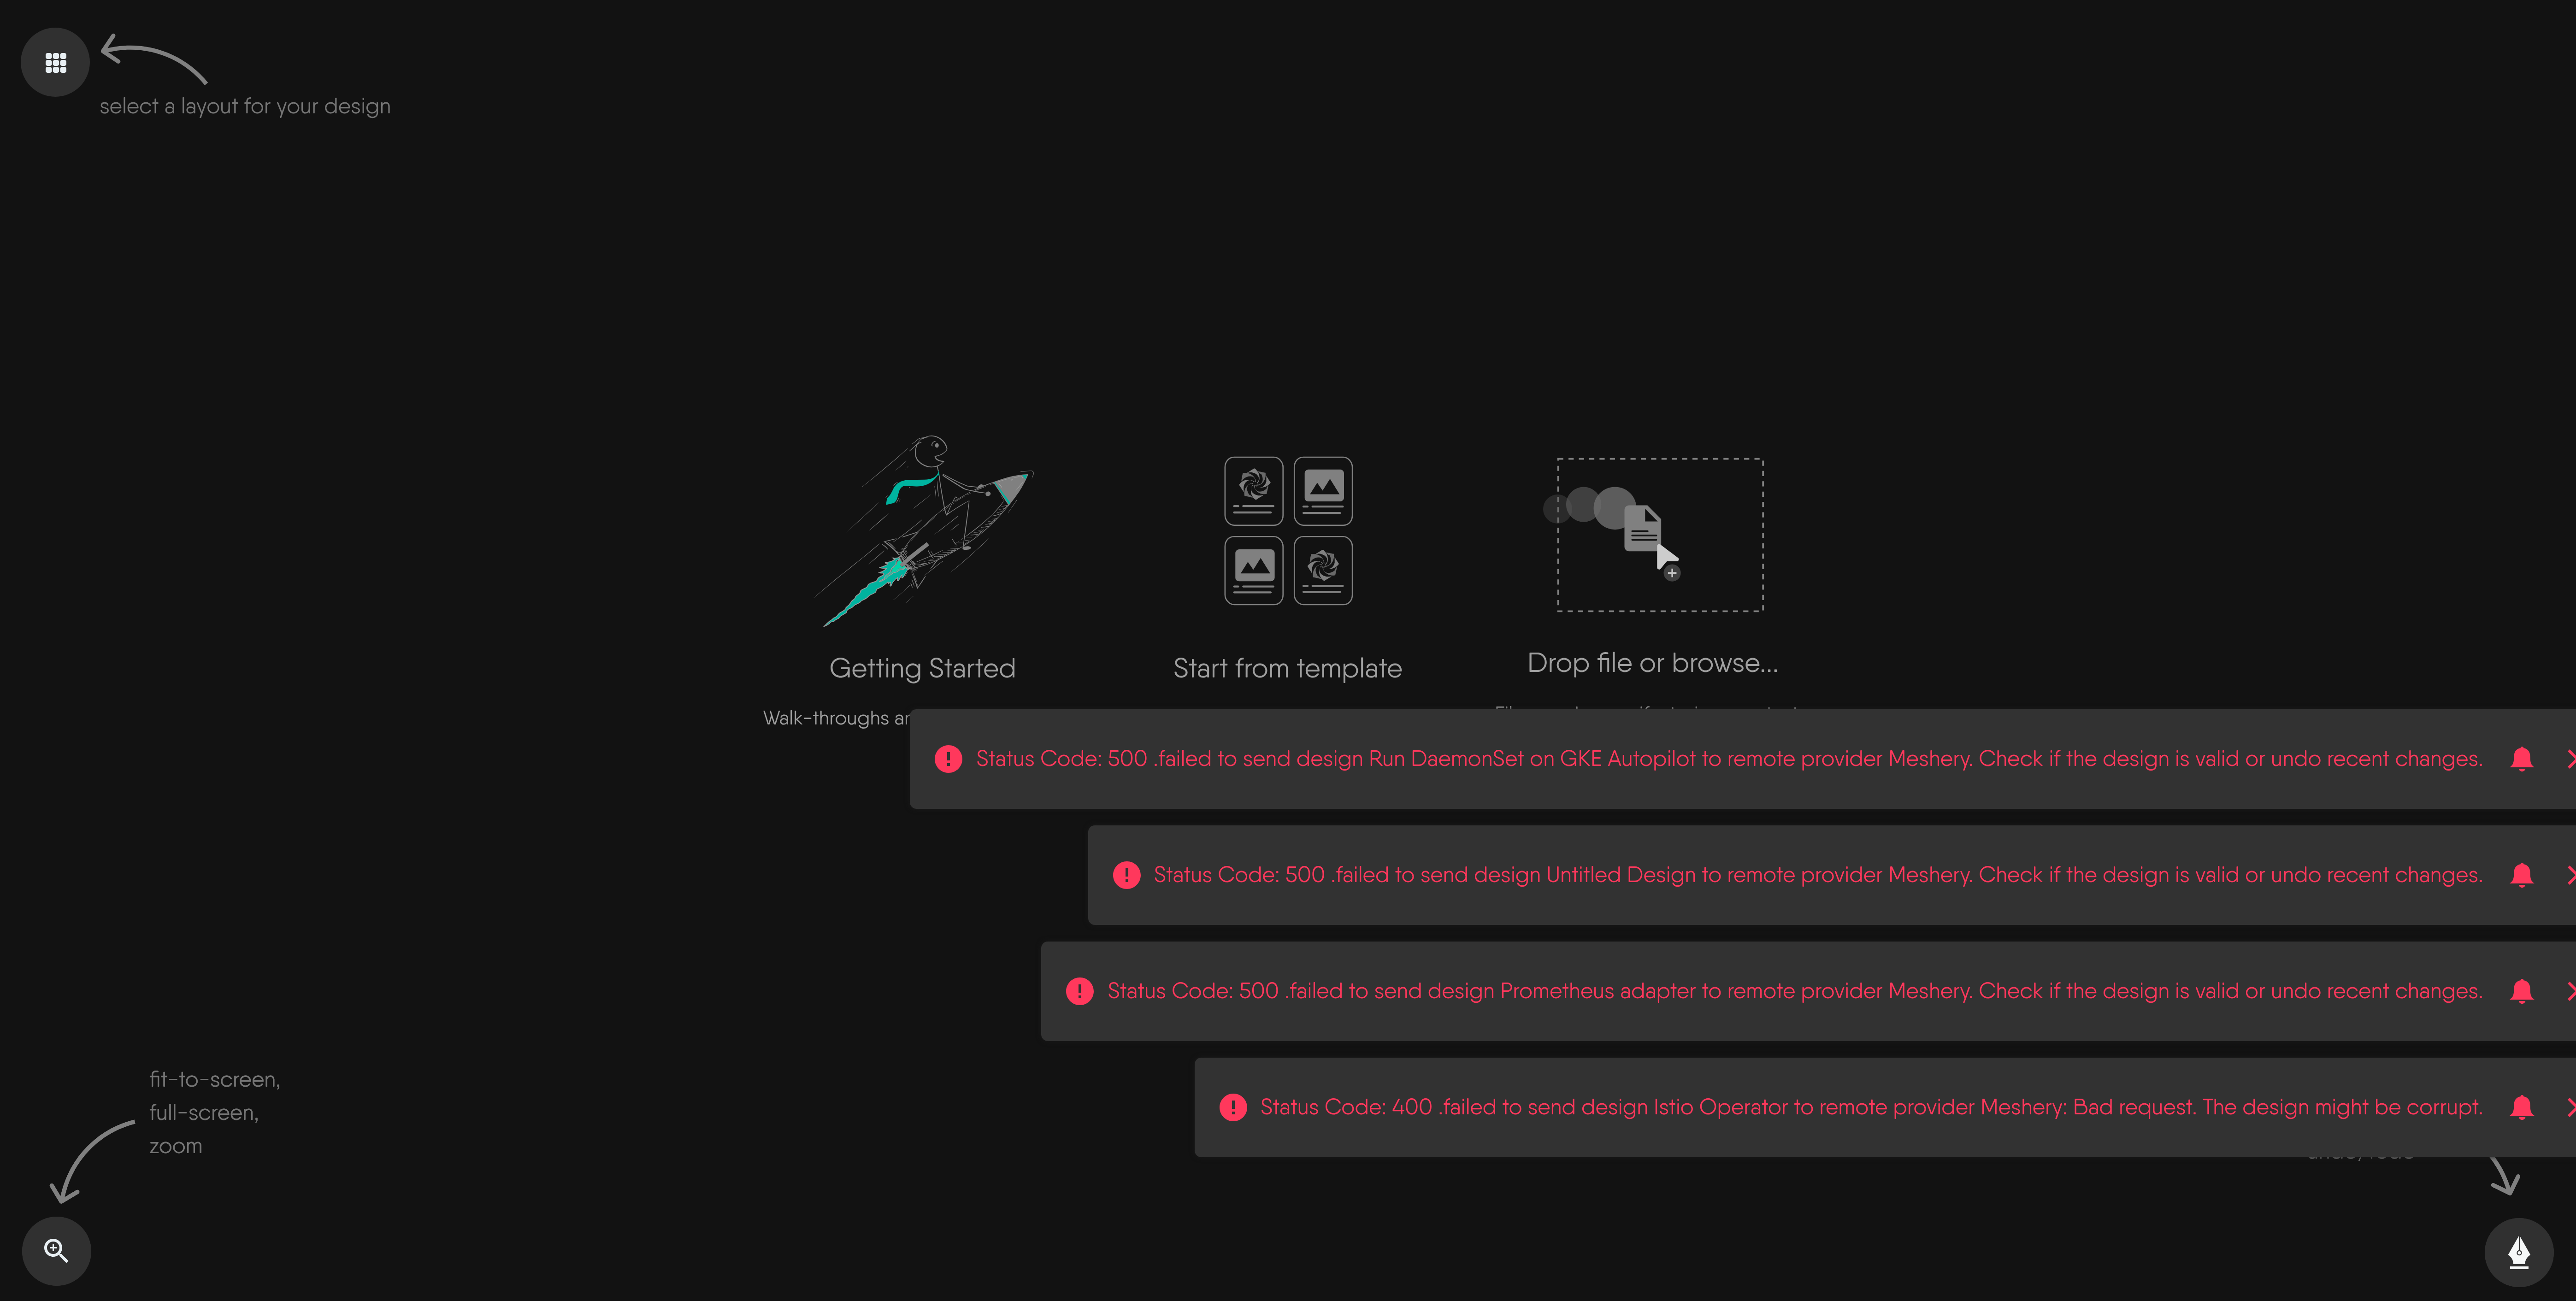 select a layout for your design
Getting Started
Start from template
Drop file or browse...
Walk-throughs
Status Code: 500 .failed to send design Run DaemonSet on GKE Autopilot to remote provider Meshery. Check if the design is valid or undo recent changes.
Status Code: 500 .failed to send design Untitled Design to remote provider Meshery. Check if the design is valid or undo recent changes.
Status Code: 500 .failed to send design Prometheus adapter to remote provider Meshery. Check if the design is valid or undo recent changes.
Status Code: 400 .failed to send design Istio Operator to remote provider Meshery: Bad request. The design might be corrupt.
fit-to-screen,
full-screen,
zoom